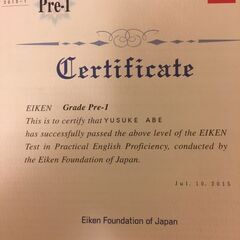 Pre-1
Certificate
EIKEN Grade Pre-1
This is to certify that YUSUKE ABE
has successfully passed the above level of the EIKEN
Test in Practical English Proficiency, conducted by
the Eiken Foundation of Japan.
Jul. 10, 2015
Eiken Foundation of Japan